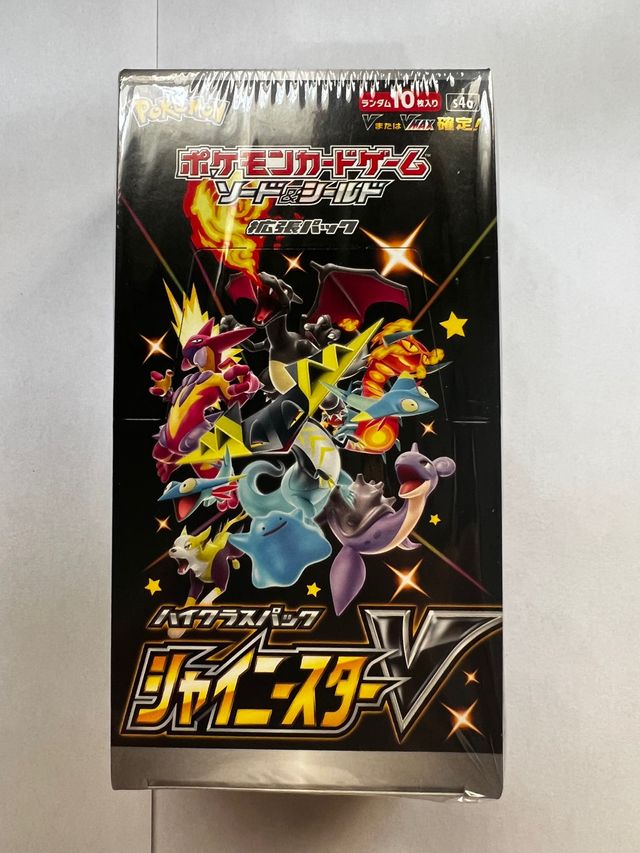 Pokémon
ランダム10枚入り s4a
VまたはVMAX確定!
ポケモンカードゲーム
ソード&シールド
拡張パック
ハイクラスパック
シャイニースターV